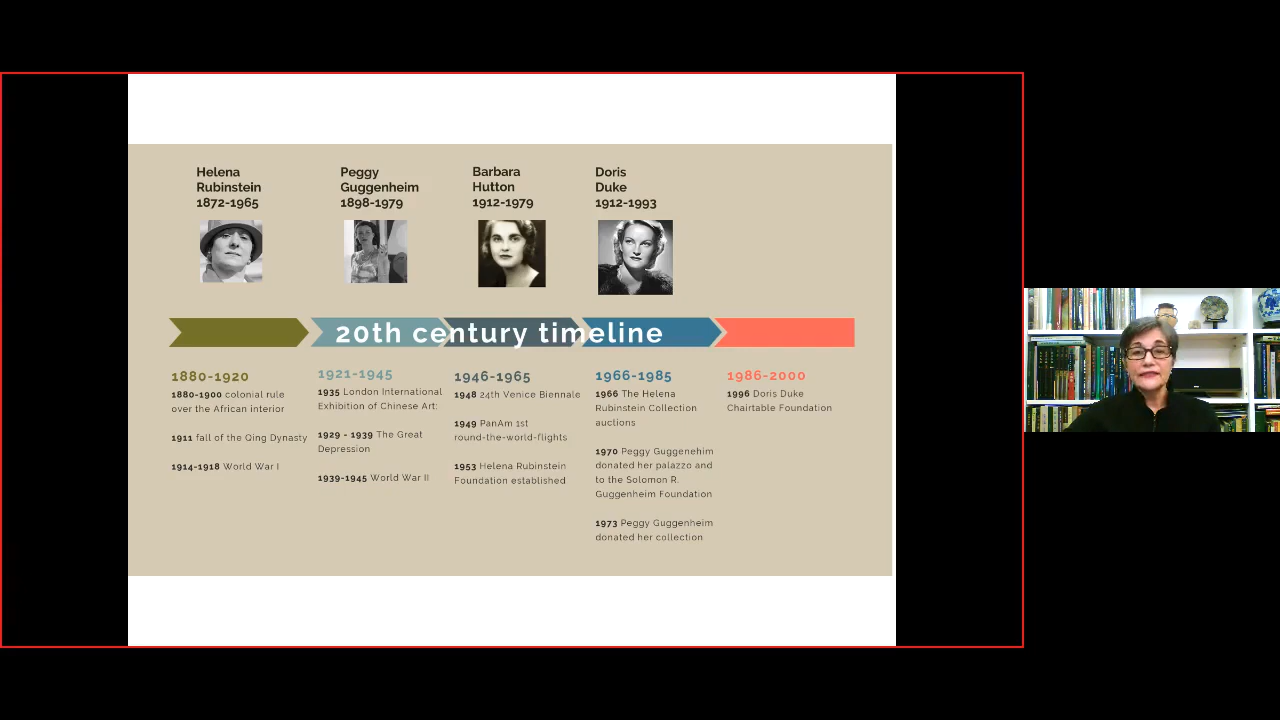 Helena
Rubinstein
1872-1965
Peggy
Guggenheim
1898-1979
Barbara
Hutton
1912-1979
Doris
Duke
1912-1993
20th century timeline
1880-1920
1880-1900 colonial rule
over the African interior
1911 fall of the Qing Dynasty
1914-1918 World War I
1921-1945
1935 London International
Exhibition of Chinese Art:
1929 - 1939 The Great
Depression
1939-1945 World War II
1946-1965
1948 24th Venice Biennale
1949 PanAm 1st
round-the-world-flights
1953 Helena Rubinstein
Foundation established
1966-1985
1966 The Helena
Rubinstein Collection
auctions
1970 Peggy Guggenehim
donated her palazzo and
to the Solomon R.
Guggenheim Foundation
1973 Peggy Guggenheim
donated her collection
1986-2000
1996 Doris Duke
Chairtable Foundation